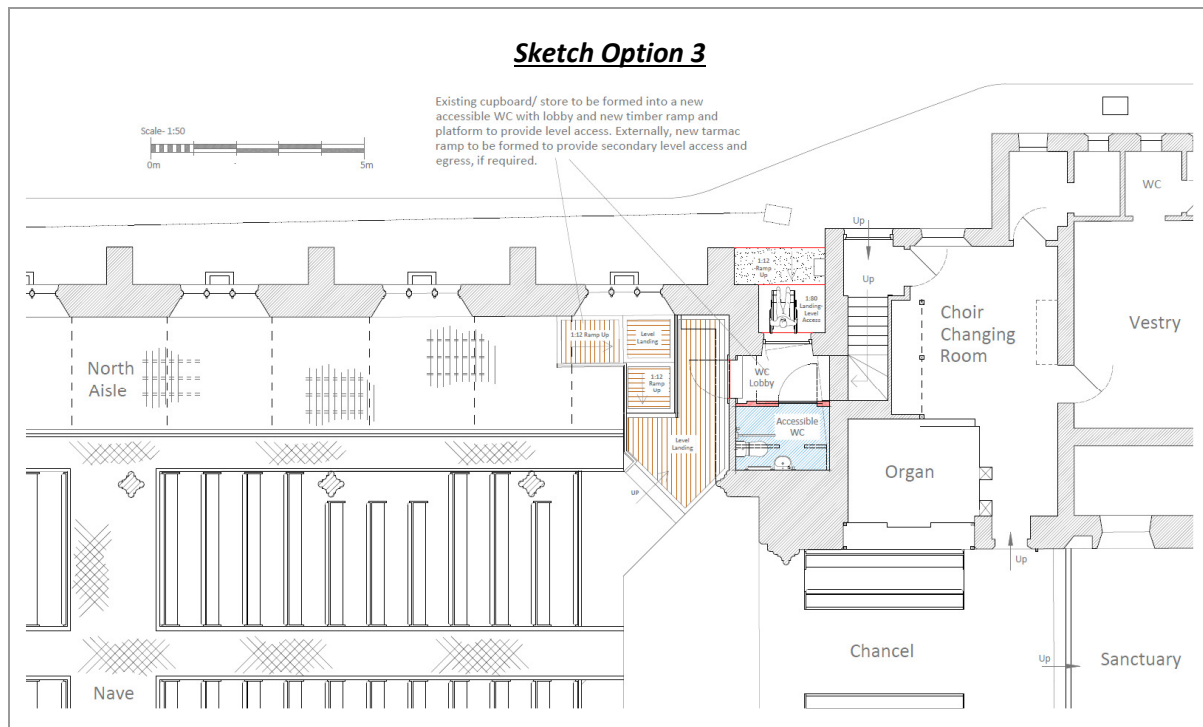 Sketch Option 3
Existing cupboard/ store to be formed into a new
accessible WC with lobby and new timber ramp and
platform to provide level access. Externally, new tarmac
ramp to be formed to provide secondary level access and
egress, if required.
Scale- 1:50
0m
5m
WC
Up
Up
1:12
Ramp
Up
1:80
Landing-
Level
Access
Choir
Changing
Room
Vestry
1:12 Ramp Up
Level
Landing
North
Aisle
1:12
Ramp
Up
WC
Lobby
Accessible
WC
Level
Landing
Organ
UP
Up
Chancel
Up
Sanctuary
Nave